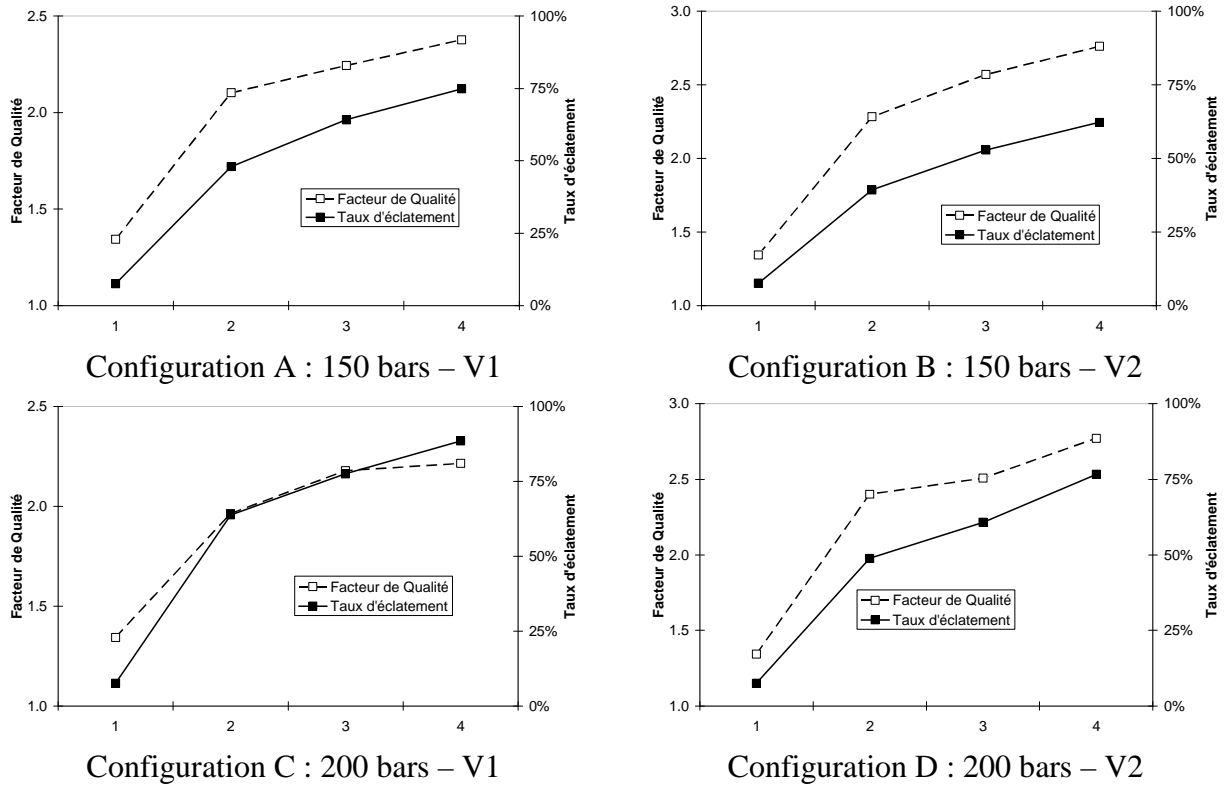 2.5
2.0
1.5
1.0
Facteur de Qualité
100%
75%
50%
25%
0%
Taux d'éclatement
Facteur de Qualité
Taux d'éclatement
1 2 3 4
Configuration A : 150 bars – V1
3.0
2.5
2.0
1.5
1.0
Facteur de Qualité
100%
75%
50%
25%
0%
Taux d'éclatement
Facteur de Qualité
Taux d'éclatement
1 2 3 4
Configuration B : 150 bars – V2
2.5
2.0
1.5
1.0
Facteur de Qualité
100%
75%
50%
25%
0%
Taux d'éclatement
Facteur de Qualité
Taux d'éclatement
1 2 3 4
Configuration C : 200 bars – V1
3.0
2.5
2.0
1.5
1.0
Facteur de Qualité
100%
75%
50%
25%
0%
Taux d'éclatement
Facteur de Qualité
Taux d'éclatement
1 2 3 4
Configuration D : 200 bars – V2